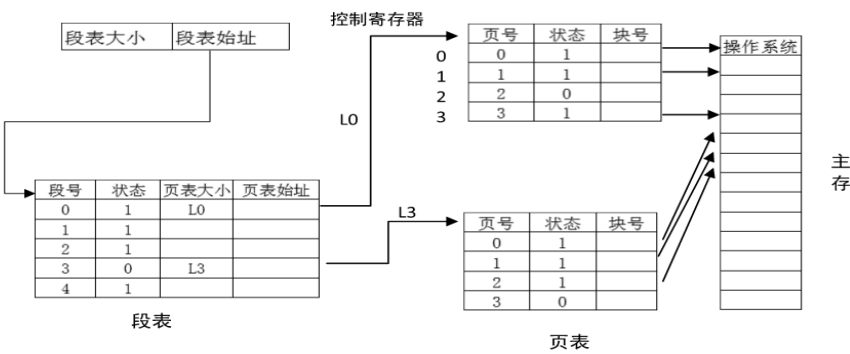 段表大小 段表始址
控制寄存器
L0
页号 状态 块号
0 1
1 1
2 0
3 1
0
1
2
3
操作系统
主存
段号 状态 页表大小 页表始址
0 1 L0
1 1
2 1
3 0 L3
4 1
段表
L3
页号 状态 块号
0 1
1 1
2 1
3 0
页表